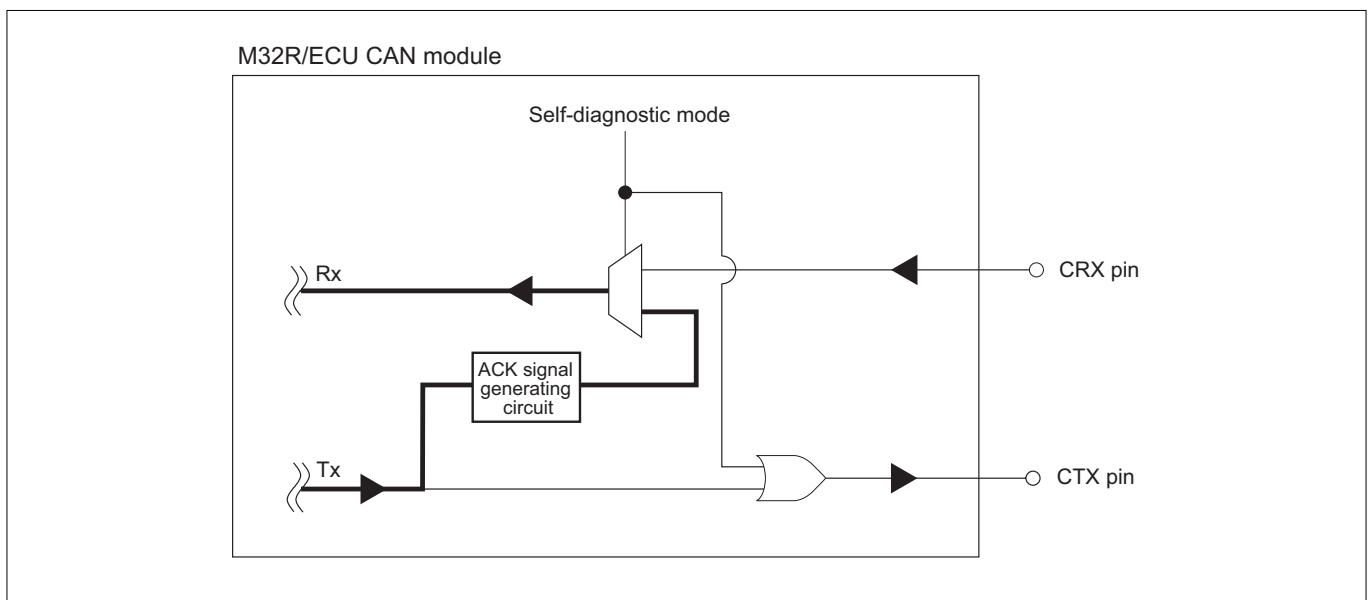 M32R/ECU CAN module
Self-diagnostic mode
Rx
CRX pin
ACK signal
generating
circuit
Tx
CTX pin